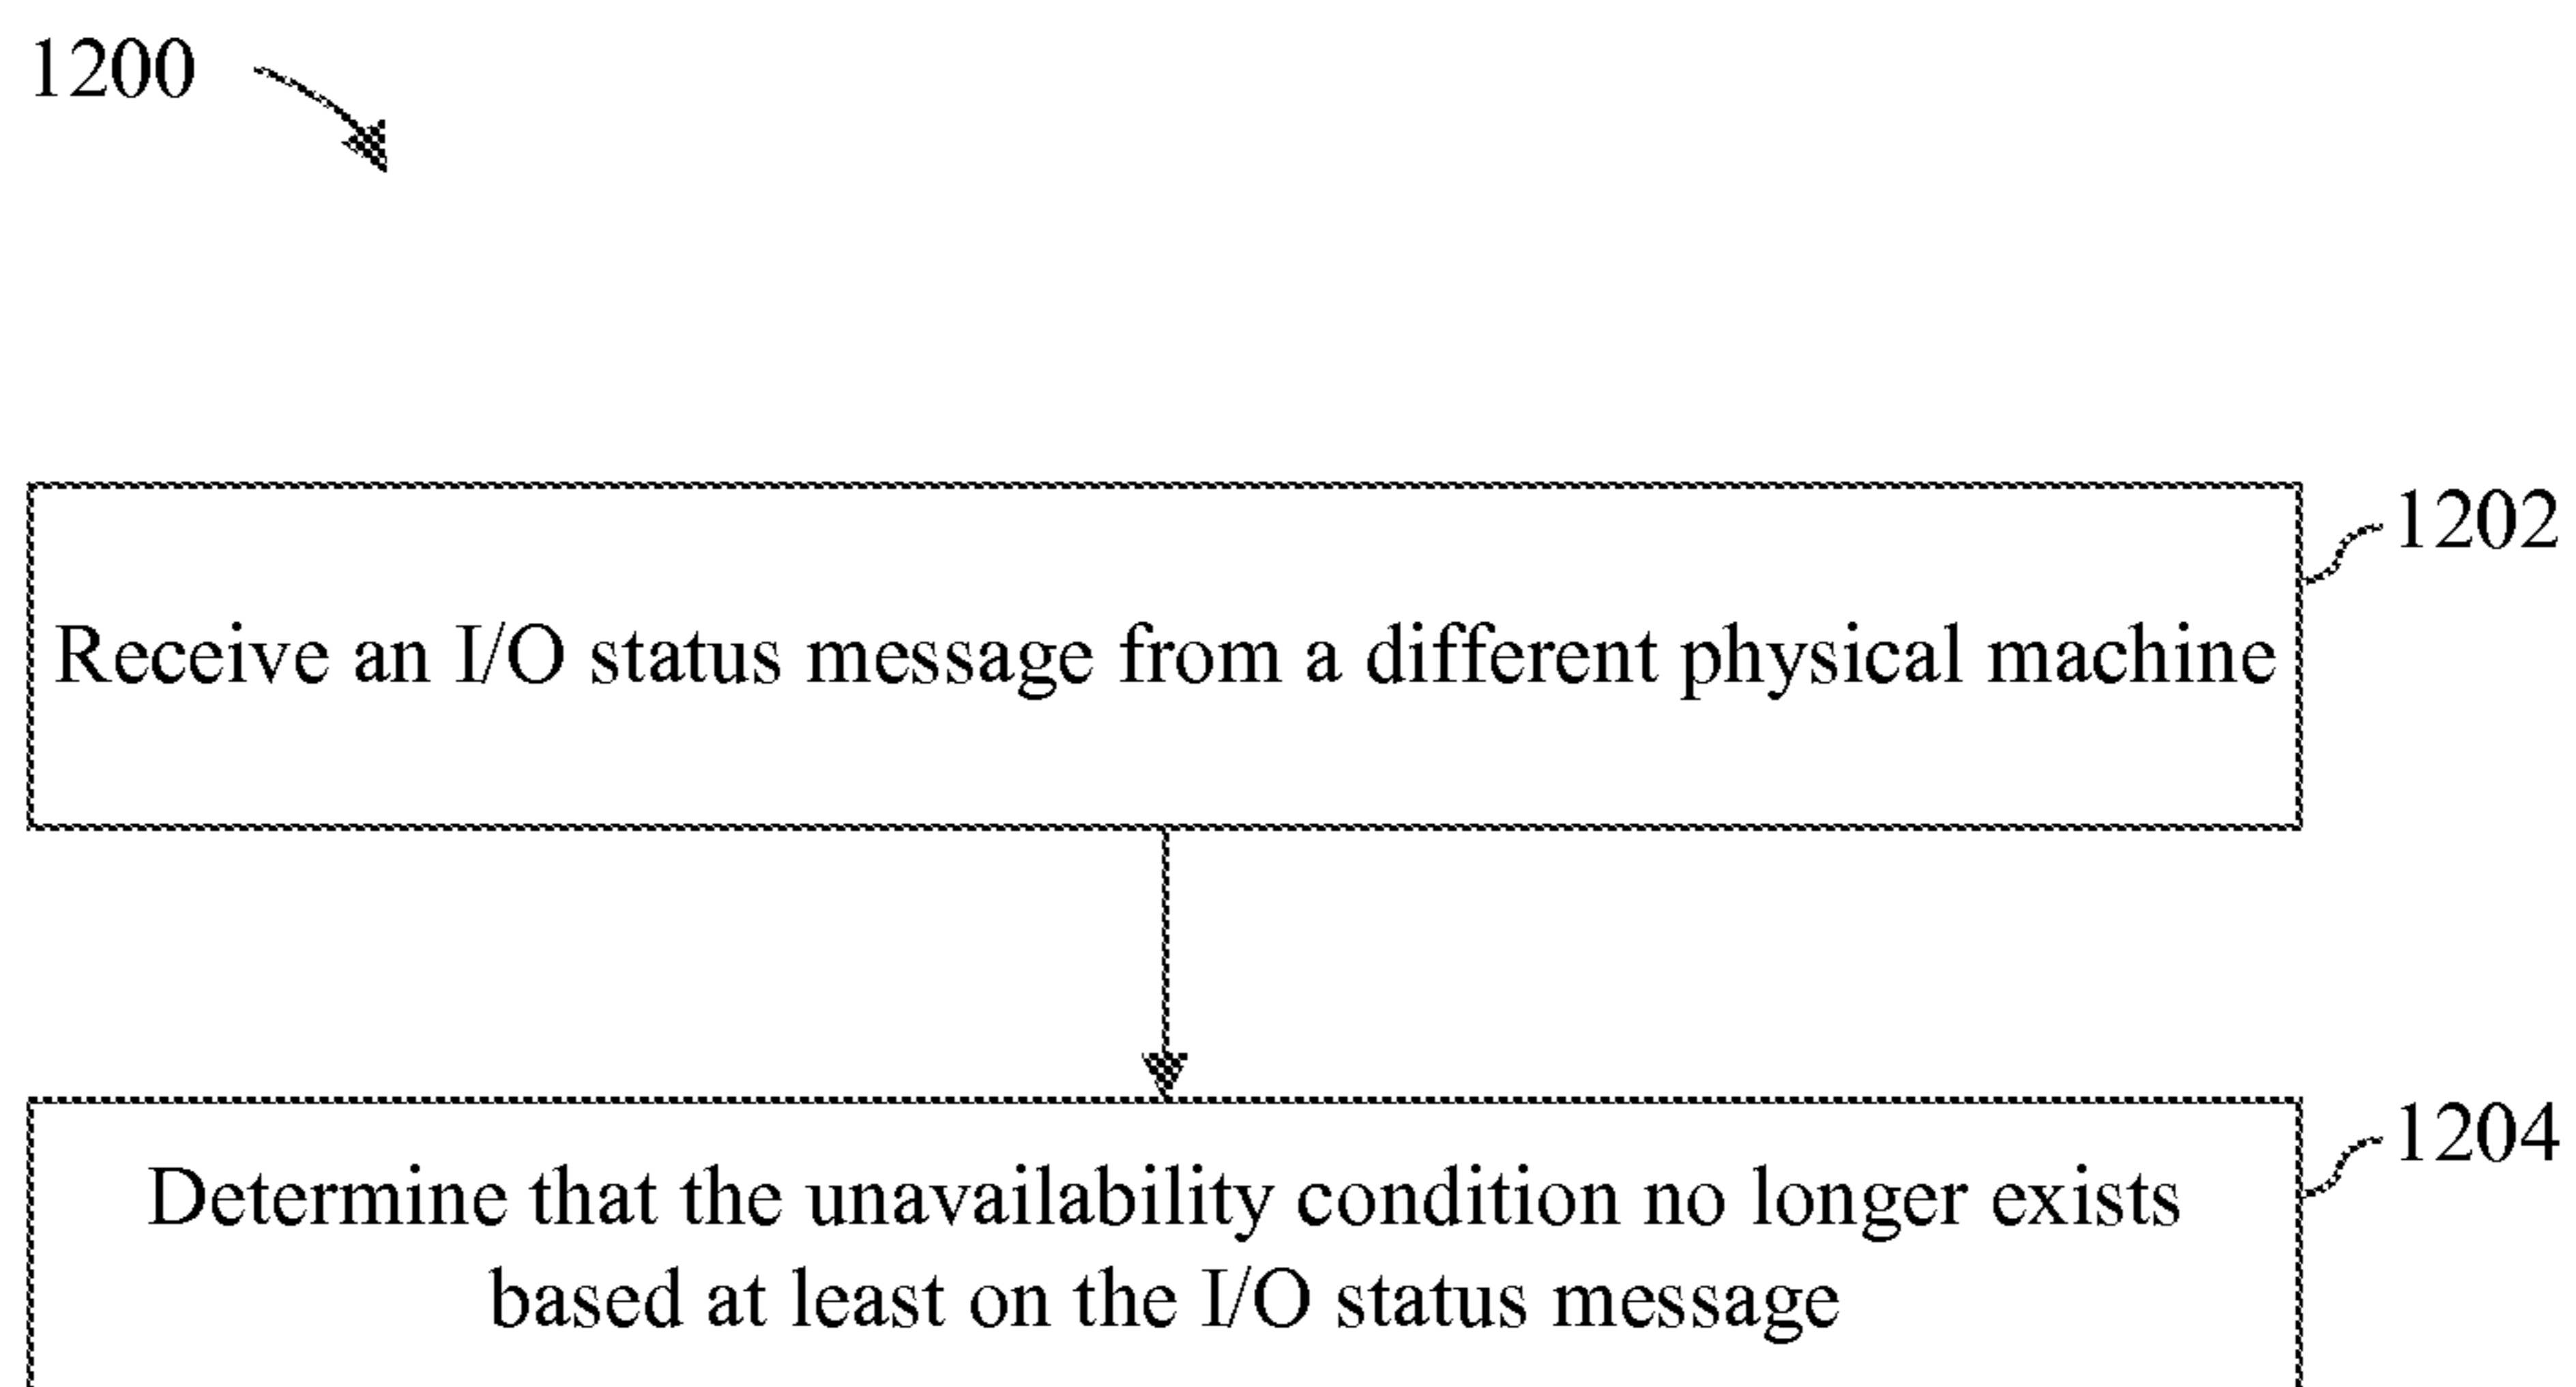 1200
1202
Receive an I/O status message from a different physical machine
1204
Determine that the unavailability condition no longer exists
based at least on the I/O status message